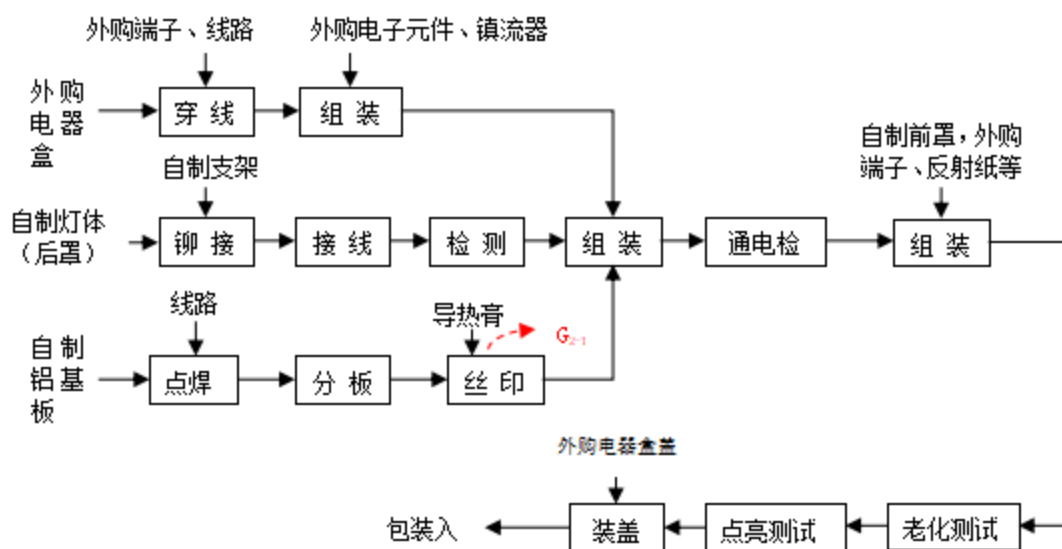 外购端子、线路
外购电子元件、镇流器
外购
电器
盒
穿线
组装
自制前罩，外购
端子、反射纸等
自制支架
自制灯体
（后罩）
铆接
接线
检测
组装
通电检
组装
线路
导热膏
G2-1
自制
铝基
板
点焊
分板
丝印
外购电器盒盖
包装入
装盖
点亮测试
老化测试